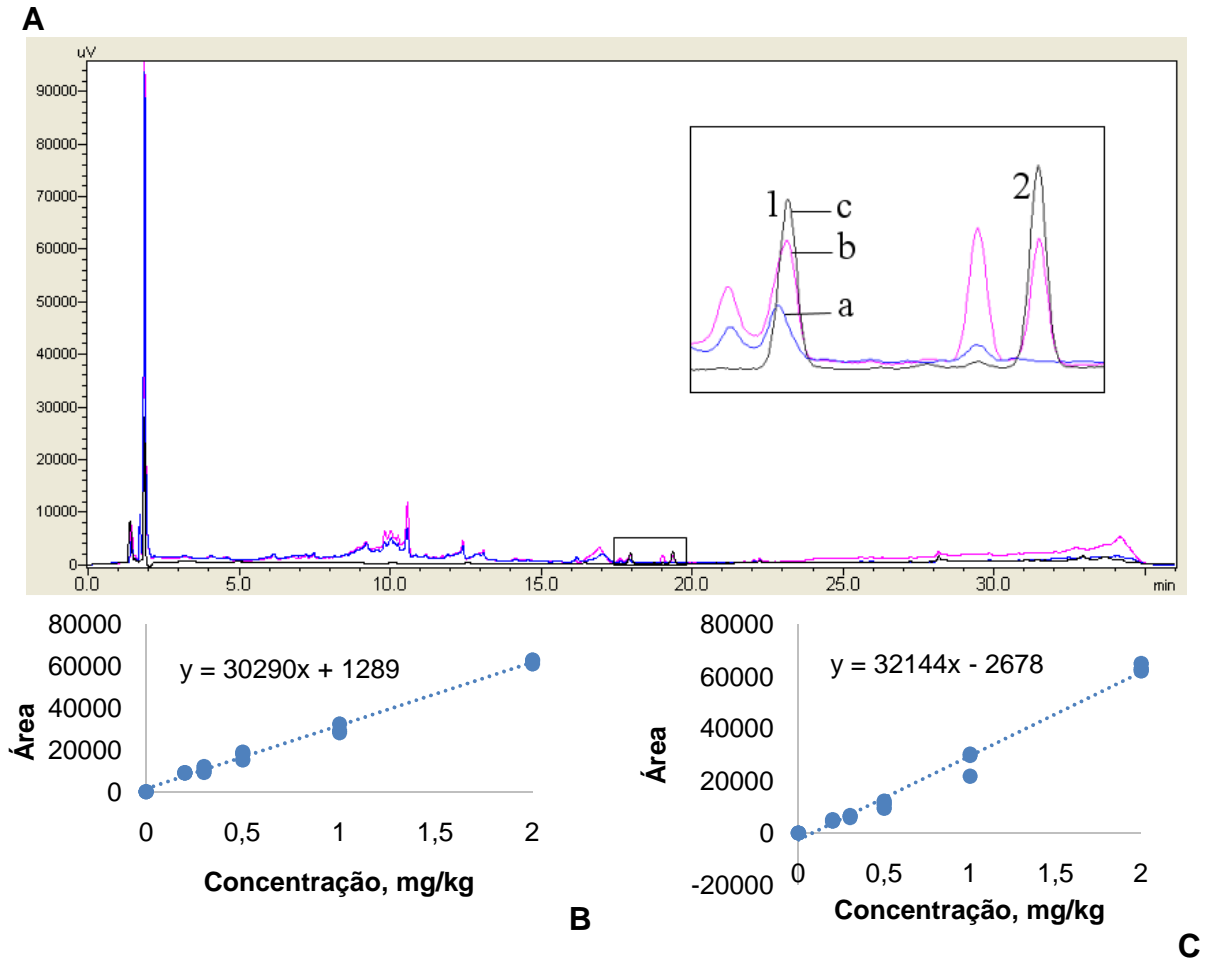 A
uV
90000
80000
70000
60000
50000
40000
30000
20000
10000
0
0.0 5.0 10.0 15.0 20.0 25.0 30.0 min
1 c 2
b
a
80000
60000
40000
20000
0
y = 30290x + 1289
Área
0 0,5 1 1,5 2
Concentração, mg/kg
B
80000
60000
40000
20000
0
-20000
y = 32144x - 2678
Área
0 0,5 1 1,5 2
Concentração, mg/kg
C